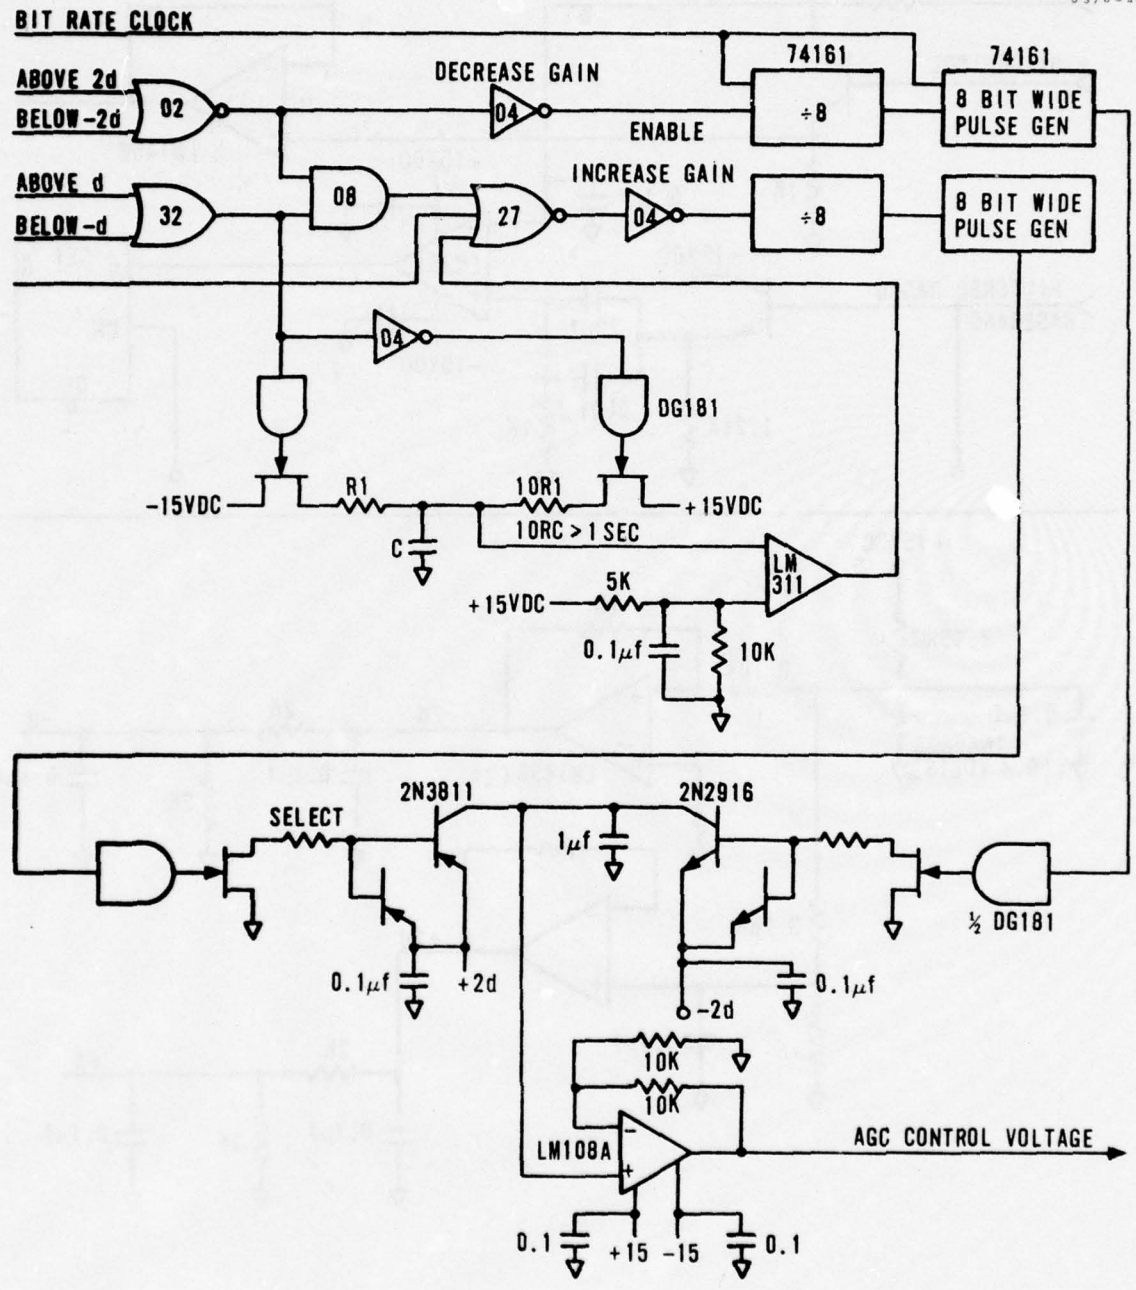 BIT RATE CLOCK
ABOVE 2d
BELOW-2d
02
DECREASE GAIN
04
ENABLE
74161
÷8
74161
8 BIT WIDE
PULSE GEN
ABOVE d
BELOW-d
32
08
27
INCREASE GAIN
04
÷8
8 BIT WIDE
PULSE GEN
04
DG181
-15VDC
R1
10R1
+15VDC
C
10RC > 1 SEC
LM
311
5K
+15VDC
0.1µf
10K
2N3811
2N2916
SELECT
1µf
½ DG181
0.1µf
+2d
0.1µf
-2d
10K
10K
LM108A
-
+
AGC CONTROL VOLTAGE
0.1
+15
-15
0.1